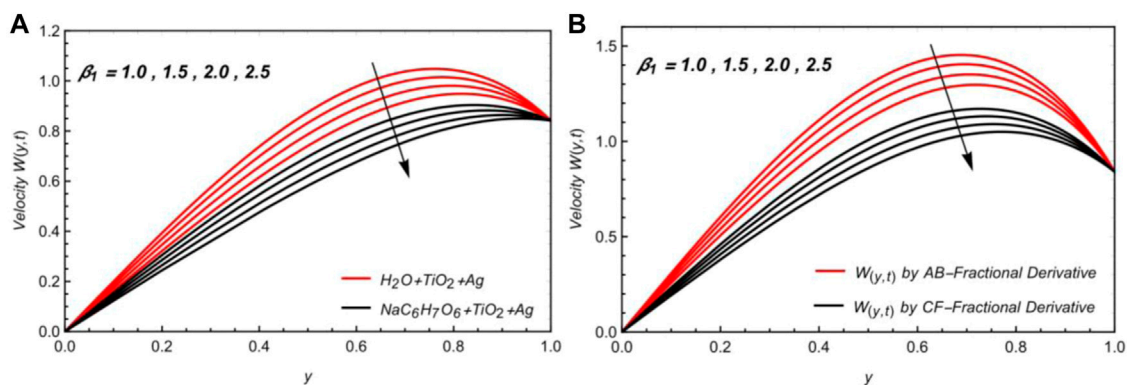 A
β₁ = 1.0 , 1.5 , 2.0 , 2.5
Velocity W(y,t)
1.2
1.0
0.8
0.6
0.4
0.2
0.0
H₂O+TiO₂+Ag
NaC₆H₇O₆+TiO₂+Ag
0.0 0.2 0.4 0.6 0.8 1.0
y
B
β₁ = 1.0 , 1.5 , 2.0 , 2.5
Velocity W(y,t)
1.5
1.0
0.5
0.0
W(y,t) by AB–Fractional Derivative
W(y,t) by CF–Fractional Derivative
0.0 0.2 0.4 0.6 0.8 1.0
y